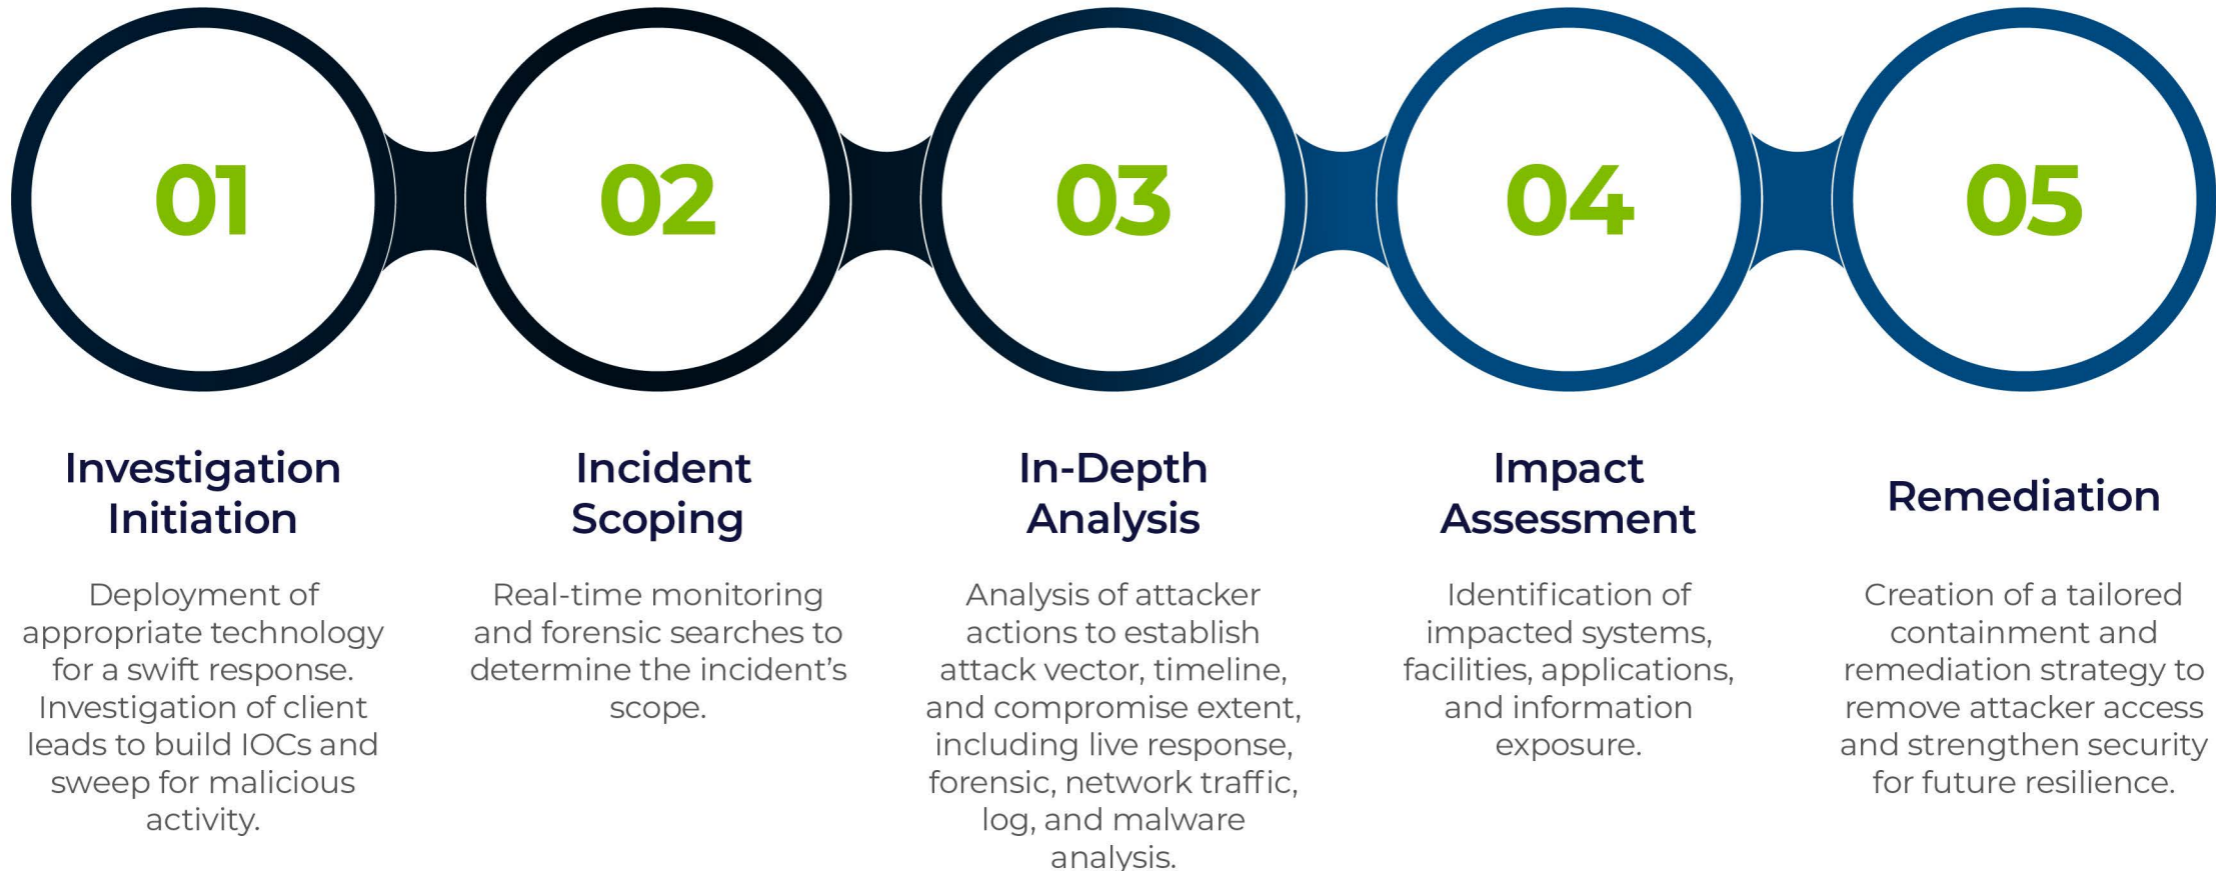 01
02
03
04
05
Investigation
Initiation
Deployment of
appropriate technology
for a swift response.
Investigation of client
leads to build IOCs and
sweep for malicious
activity.
Incident
Scoping
Real-time monitoring
and forensic searches to
determine the incident’s
scope.
In-Depth
Analysis
Analysis of attacker
actions to establish
attack vector, timeline,
and compromise extent,
including live response,
forensic, network traffic,
log, and malware
analysis.
Impact
Assessment
Identification of
impacted systems,
facilities, applications,
and information
exposure.
Remediation
Creation of a tailored
containment and
remediation strategy to
remove attacker access
and strengthen security
for future resilience.